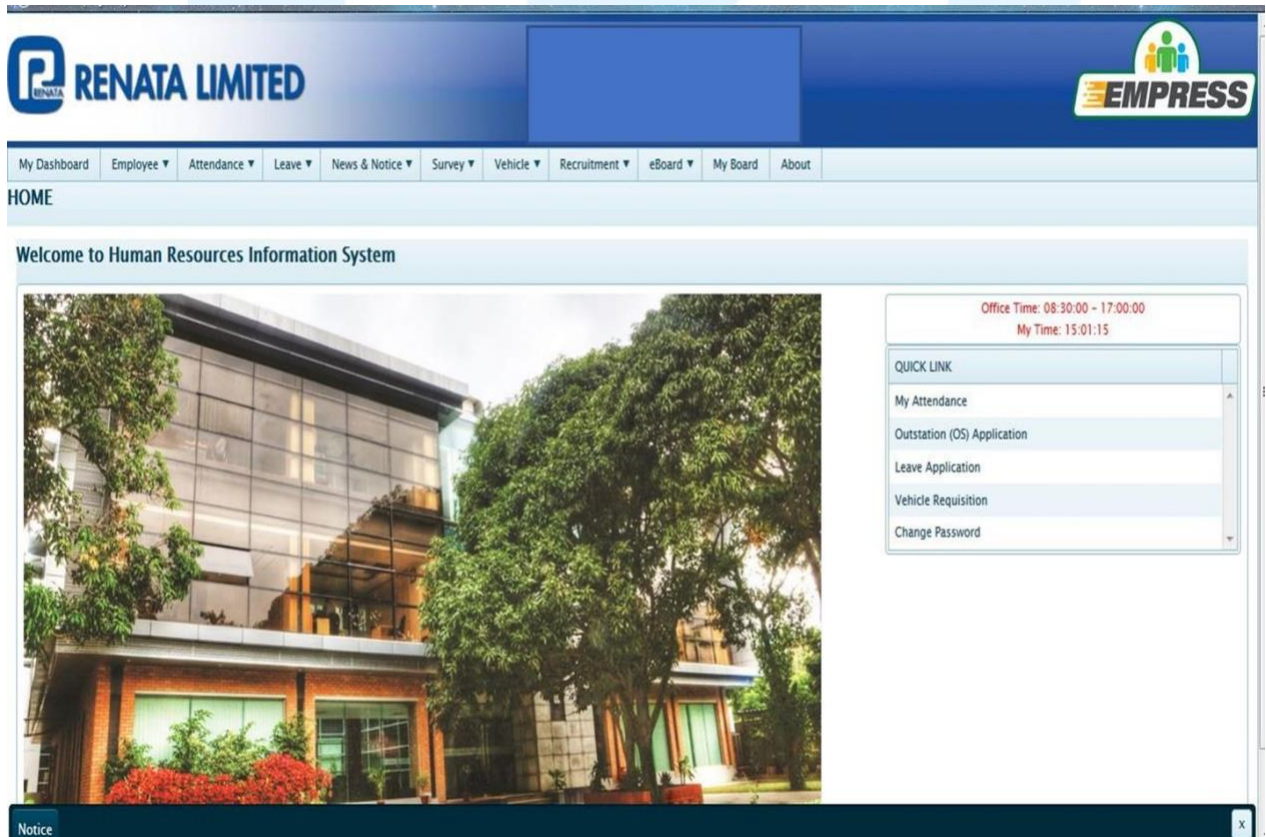 RENATA
RENATA LIMITED
EMPRESS
My Dashboard Employee ▼ Attendance ▼ Leave ▼ News & Notice ▼ Survey ▼ Vehicle ▼ Recruitment ▼ eBoard ▼ My Board About
HOME
Welcome to Human Resources Information System
Office Time: 08:30:00 - 17:00:00
My Time: 15:01:15
QUICK LINK
My Attendance
Outstation (OS) Application
Leave Application
Vehicle Requisition
Change Password
Notice
X